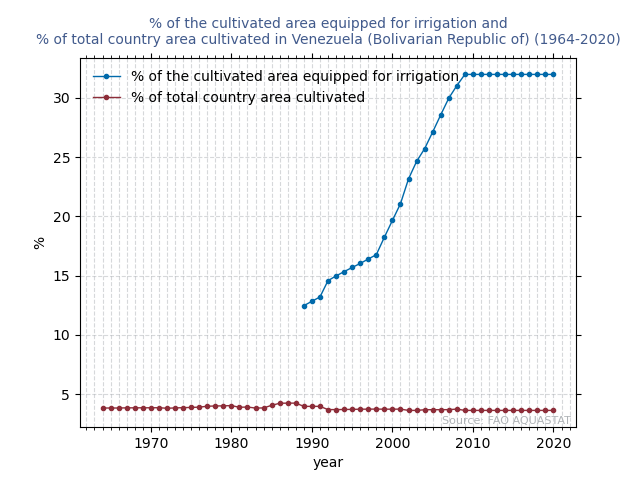 % of the cultivated area equipped for irrigation and
% of total country area cultivated in Venezuela (Bolivarian Republic of) (1964-2020)
% of the cultivated area equipped for irrigation
% of total country area cultivated
30
25
20
15
10
5
%
Source: FAO AQUASTAT
1970 1980 1990 2000 2010 2020
year